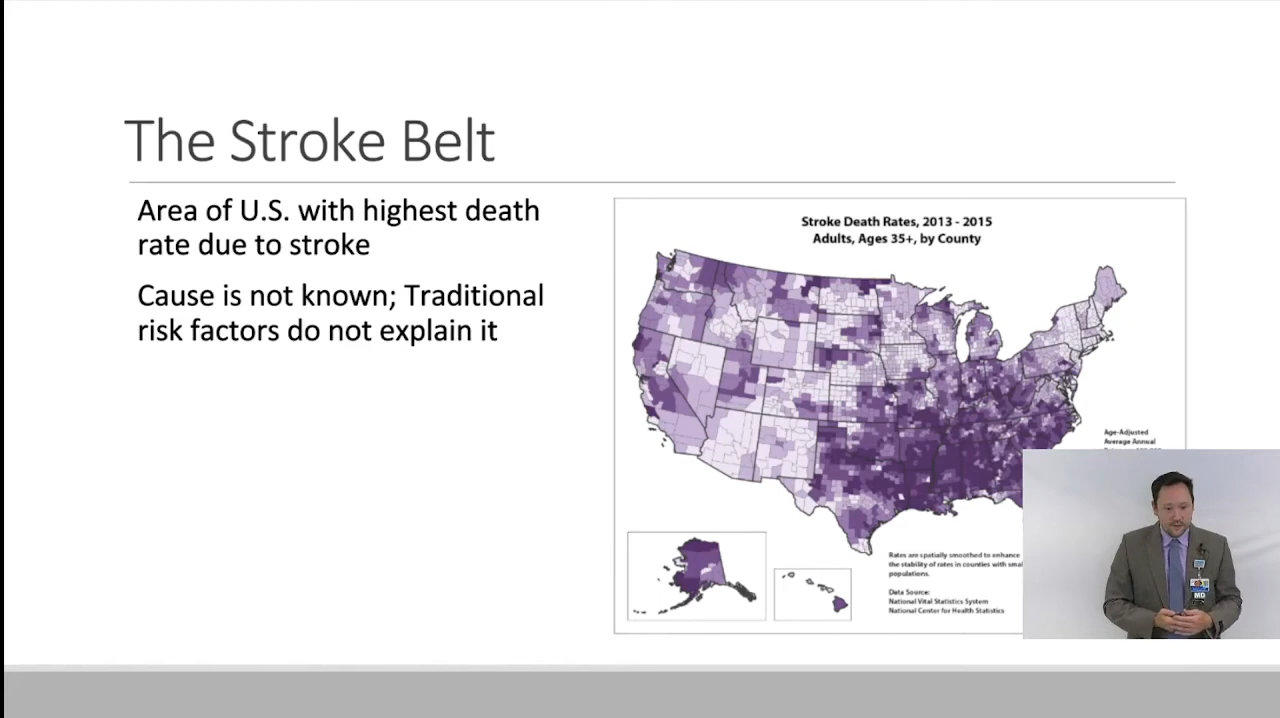 The Stroke Belt
Area of U.S. with highest death
rate due to stroke
Cause is not known; Traditional
risk factors do not explain it
Stroke Death Rates, 2013 - 2015
Adults, Ages 35+, by County
Age-Adjusted
Average Annual
Rates are spatially smoothed to enhance
the stability of rates in counties with
populations.
Data Source:
National Vital Statistics System
National Center for Health Statistics
MD